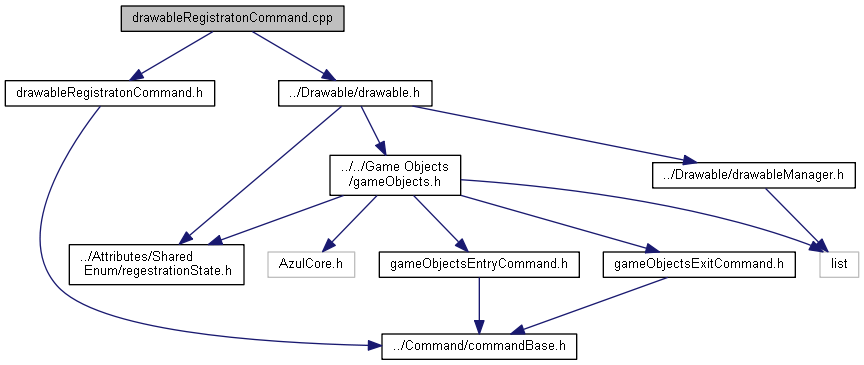 drawableRegistratonCommand.cpp
drawableRegistratonCommand.h
../Drawable/drawable.h
../../Game Objects
/gameObjects.h
../Drawable/drawableManager.h
../Attributes/Shared
Enum/regestrationState.h
AzulCore.h
gameObjectsEntryCommand.h
gameObjectsExitCommand.h
list
../Command/commandBase.h